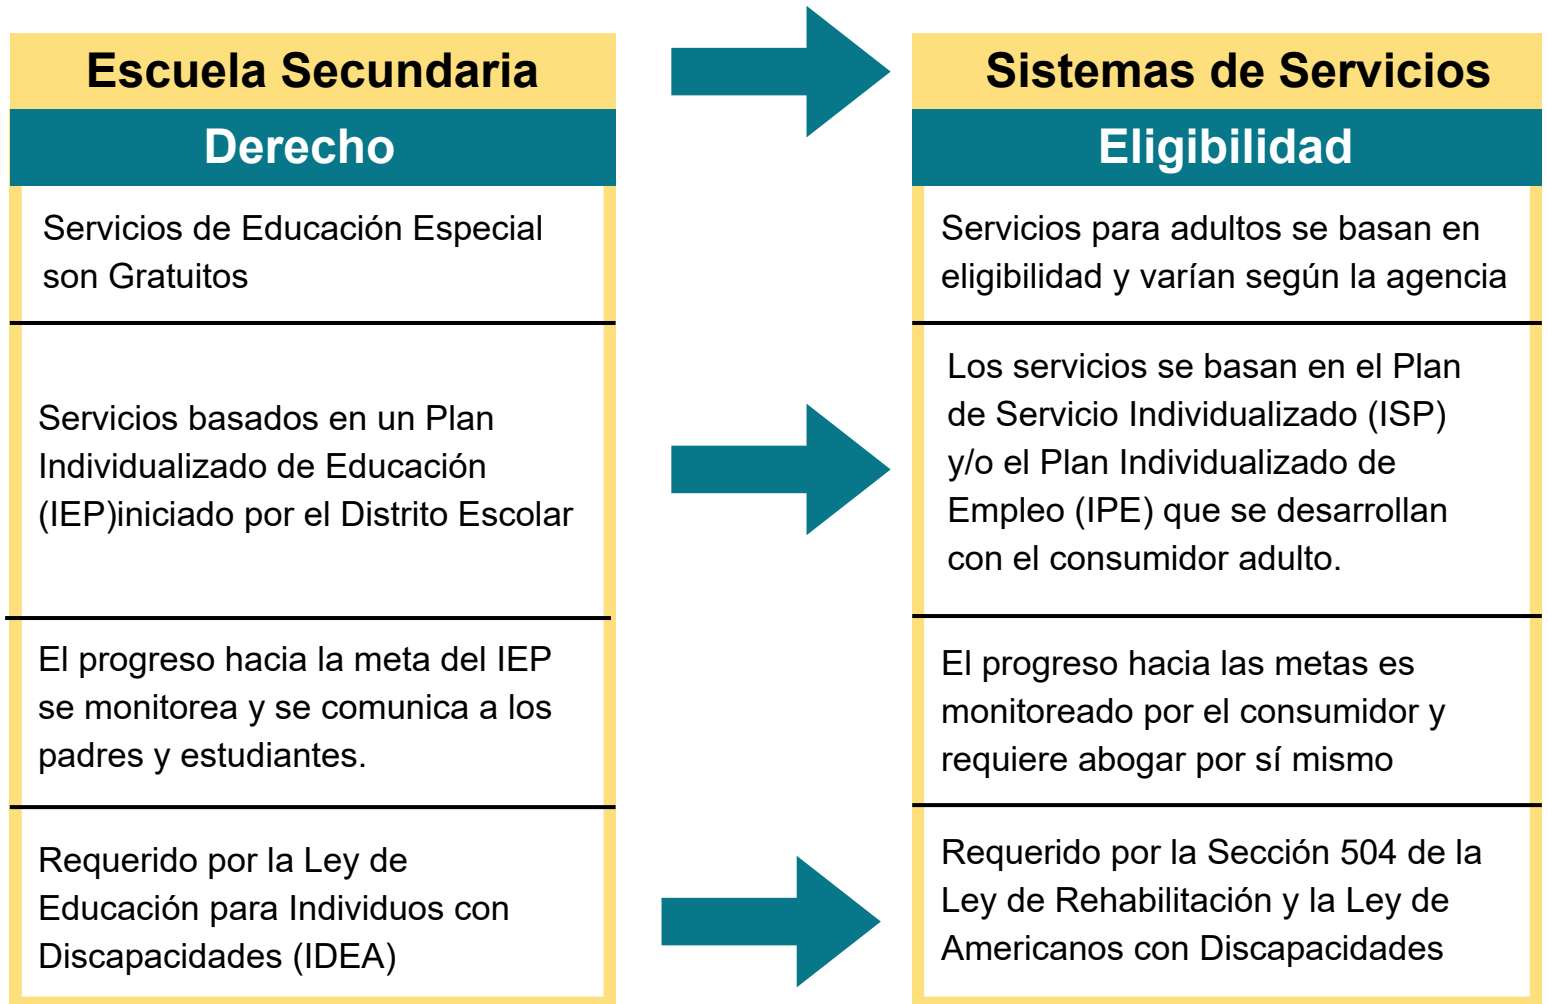 Escuela Secundaria
Derecho
Servicios de Educación Especial
son Gratuitos
Servicios basados en un Plan
Individualizado de Educación
(IEP)iniciado por el Distrito Escolar
El progreso hacia la meta del IEP
se monitorea y se comunica a los
padres y estudiantes.
Requerido por la Ley de
Educación para Individuos con
Discapacidades (IDEA)
Sistemas de Servicios
Eligibilidad
Servicios para adultos se basan en
eligibilidad y varían según la agencia
Los servicios se basan en el Plan
de Servicio Individualizado (ISP)
y/o el Plan Individualizado de
Empleo (IPE) que se desarrollan
con el consumidor adulto.
El progreso hacia las metas es
monitoreado por el consumidor y
requiere abogar por sí mismo
Requerido por la Sección 504 de la
Ley de Rehabilitación y la Ley de
Americanos con Discapacidades